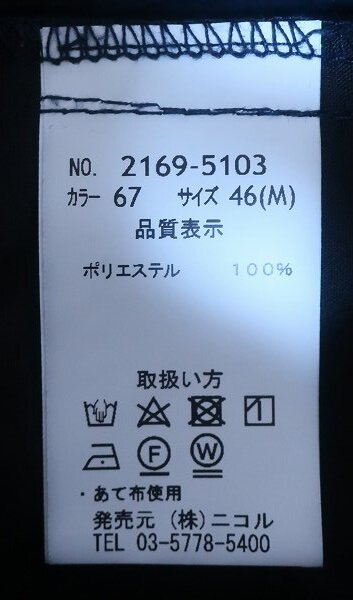 NO. 2169-5103
カラー 67 サイズ 46(M)
品質表示
ポリエステル 100%
取扱い方
F W
・あて布使用
発売元 (株)ニコル
TEL 03-5778-5400